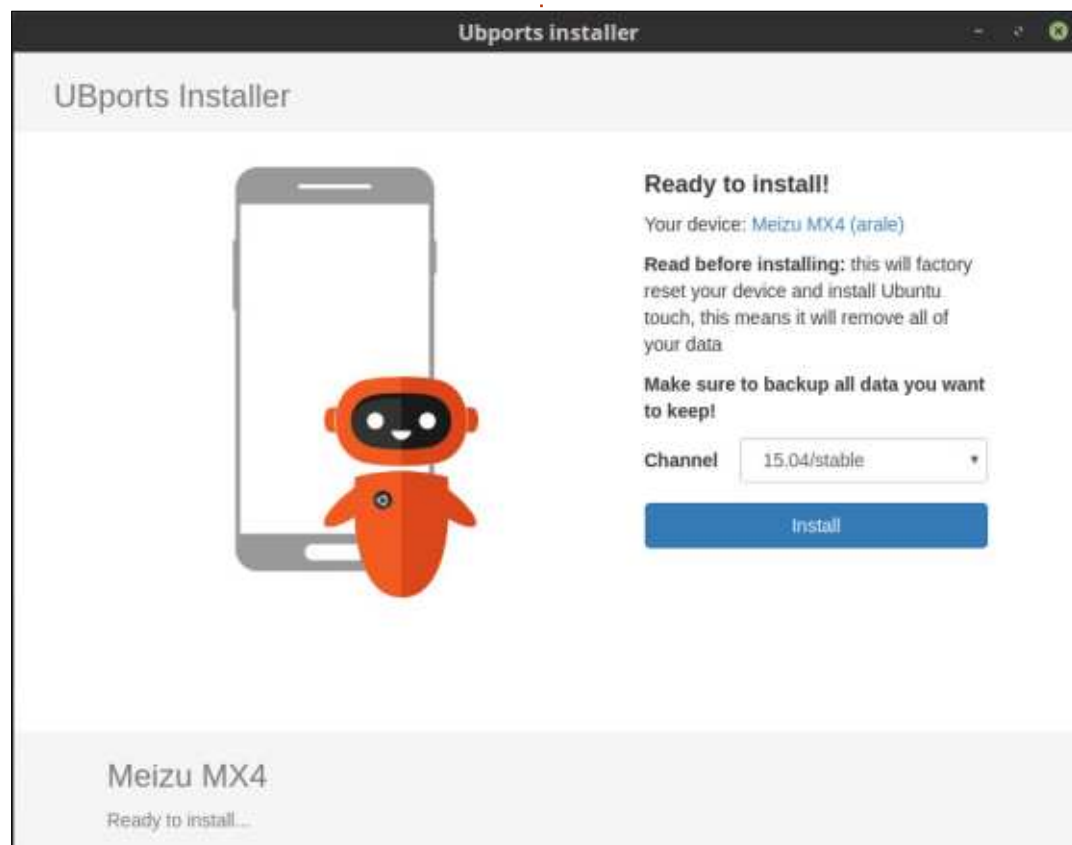 Ubports installer
UBports Installer
Ready to install!
Your device: Meizu MX4 (arale)
Read before installing: this will factory
reset your device and install Ubuntu
touch, this means it will remove all of
your data
Make sure to backup all data you want
to keep!
Channel 15.04/stable
Install
Meizu MX4
Ready to install...